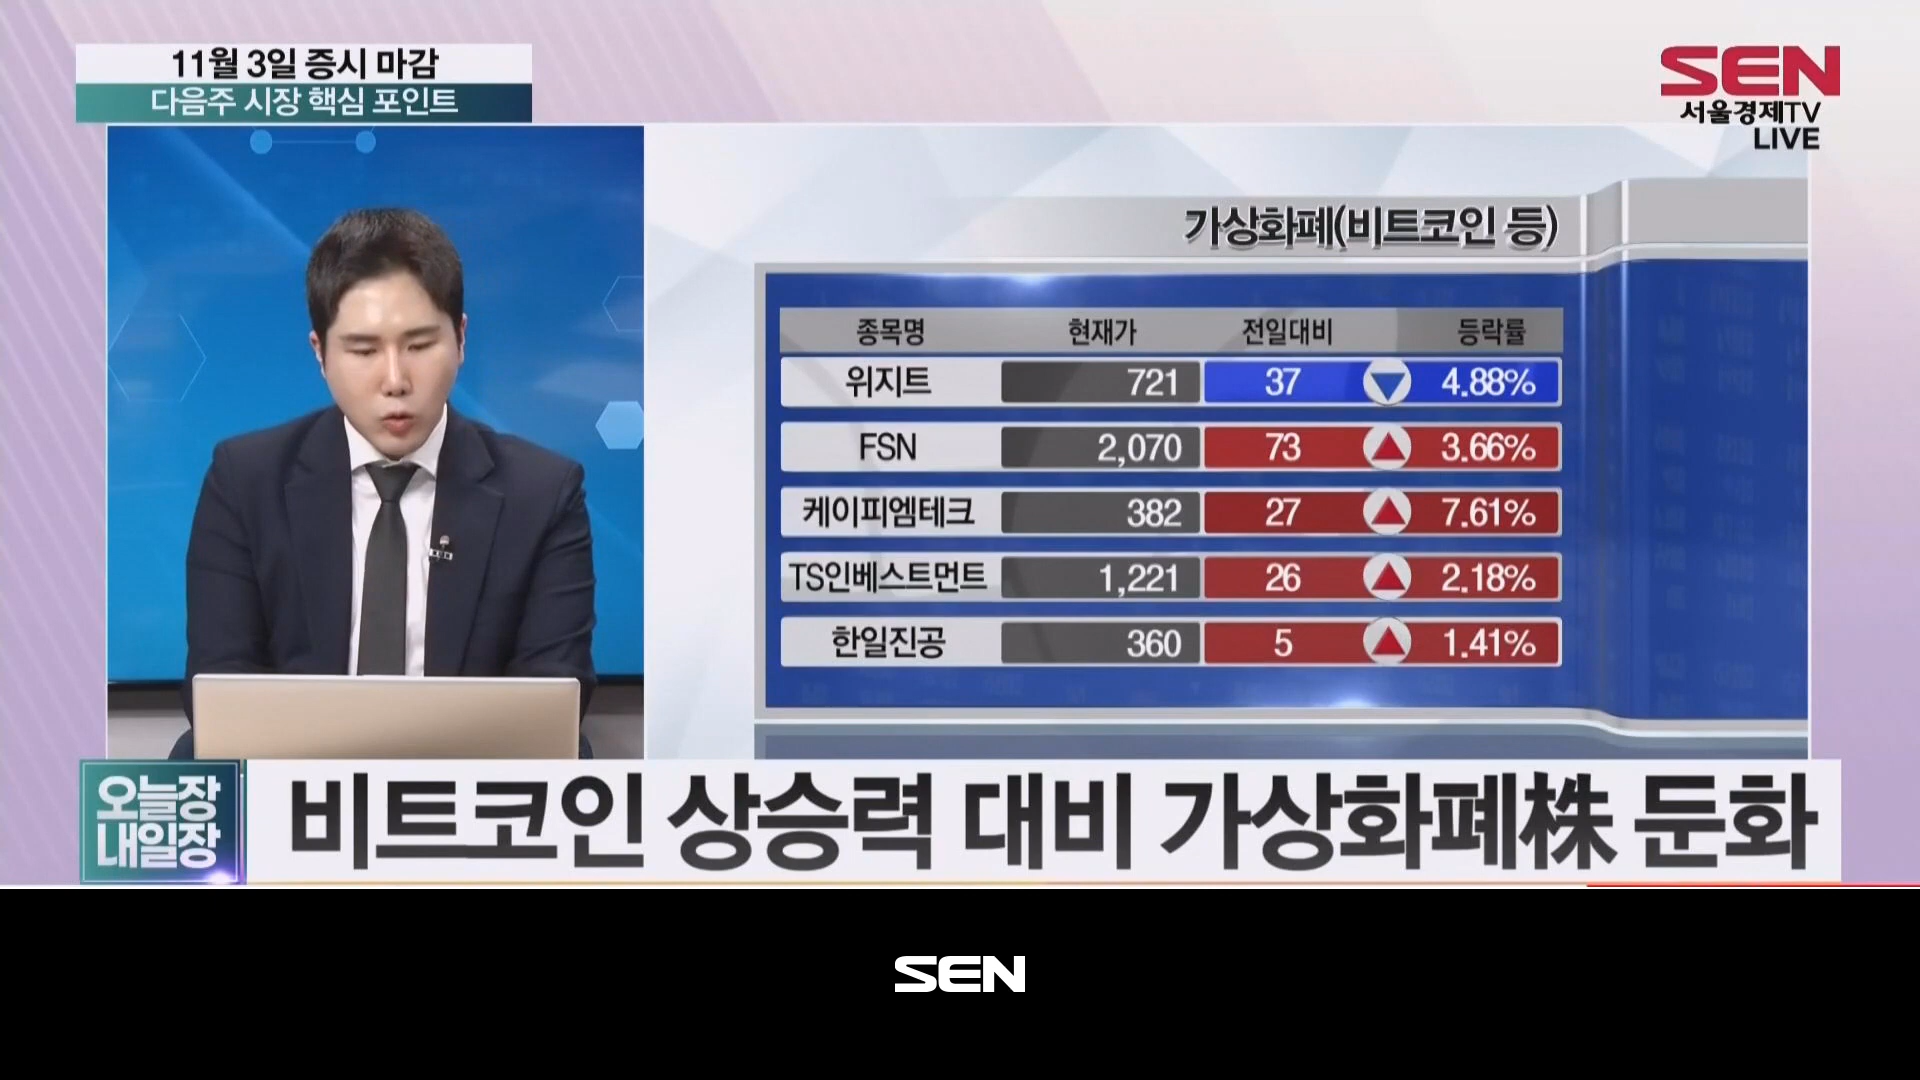 11월 3일 증시 마감
다음주 시장 핵심 포인트
SEN
서울경제TV
LIVE
가상화폐(비트코인 등)
종목명 현재가 전일대비 등락률
위지트 721 37 ▼ 4.88%
FSN 2,070 73 ▲ 3.66%
케이피엠테크 382 27 ▲ 7.61%
TS인베스트먼트 1,221 26 ▲ 2.18%
한일진공 360 5 ▲ 1.41%
오늘장
내일장
비트코인 상승력 대비 가상화폐株 둔화
SEN